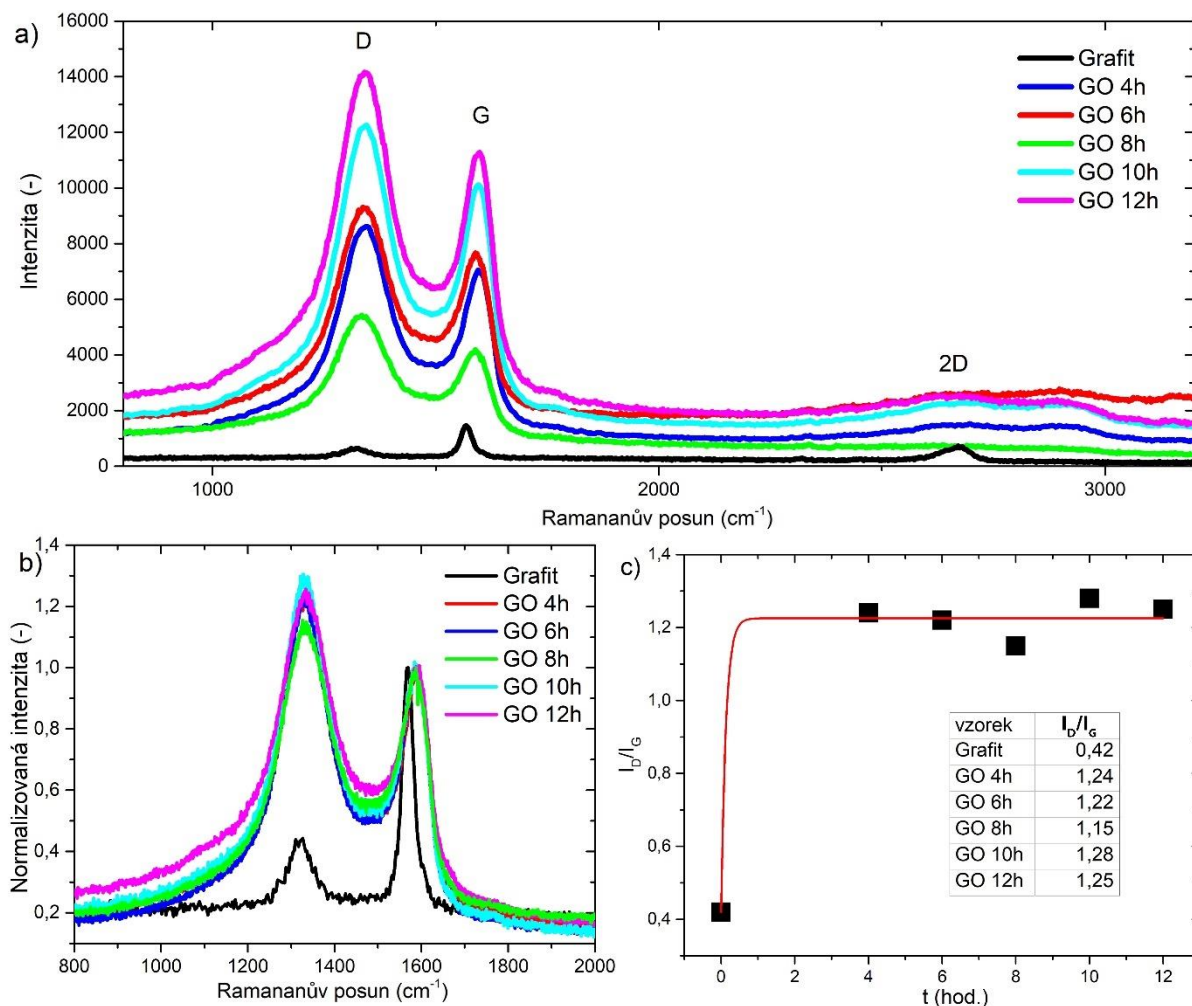 a)
16000
14000
12000
10000
8000
6000
4000
2000
0
Intenzita (-)
D
G
2D
Grafit
GO 4h
GO 6h
GO 8h
GO 10h
GO 12h
1000 2000 3000
Ramananův posun (cm⁻¹)
b)
1,4
1,2
1,0
0,8
0,6
0,4
0,2
Normalizovaná intenzita (-)
Grafit
GO 4h
GO 6h
GO 8h
GO 10h
GO 12h
800 1000 1200 1400 1600 1800 2000
Ramananův posun (cm⁻¹)
c)
1,4
1,2
1,0
0,8
0,6
0,4
I_D/I_G
vzorek I_D/I_G
Grafit 0,42
GO 4h 1,24
GO 6h 1,22
GO 8h 1,15
GO 10h 1,28
GO 12h 1,25
0 2 4 6 8 10 12
t (hod.)